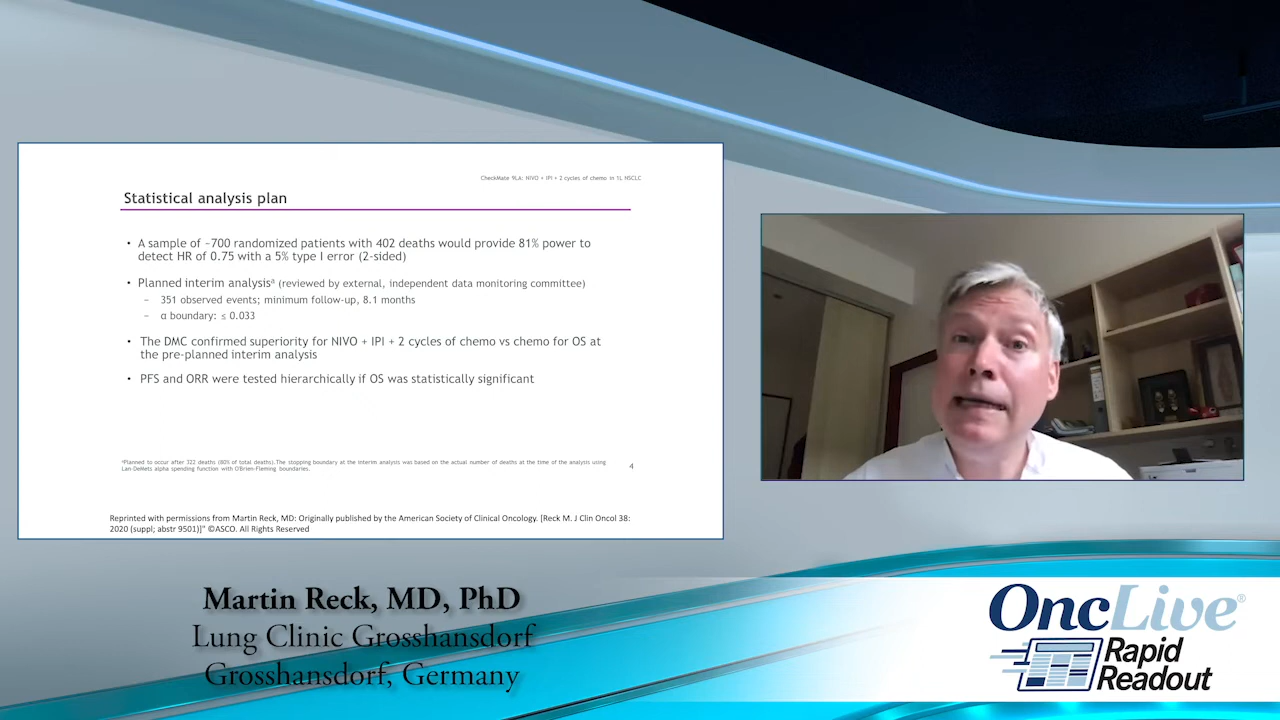 CheckMate 9LA: NIVO + IPI + 2 cycles of chemo in 1L NSCLC
Statistical analysis plan
• A sample of ~700 randomized patients with 402 deaths would provide 81% power to
detect HR of 0.75 with a 5% type I error (2-sided)
• Planned interim analysisᵃ (reviewed by external, independent data monitoring committee)
– 351 observed events; minimum follow-up, 8.1 months
– α boundary: ≤ 0.033
• The DMC confirmed superiority for NIVO + IPI + 2 cycles of chemo vs chemo for OS at
the pre-planned interim analysis
• PFS and ORR were tested hierarchically if OS was statistically significant
ᵃPlanned to occur after 322 deaths (80% of total deaths).The stopping boundary at the interim analysis was based on the actual number of deaths at the time of the analysis using
Lan-DeMets alpha spending function with O'Brien-Fleming boundaries.
4
Reprinted with permissions from Martin Reck, MD: Originally published by the American Society of Clinical Oncology. [Reck M. J Clin Oncol 38:
2020 (suppl; abstr 9501)]" ©ASCO. All Rights Reserved
Martin Reck, MD, PhD
Lung Clinic Grosshansdorf
Grosshansdorf, Germany
OncLive®
Rapid
Readout